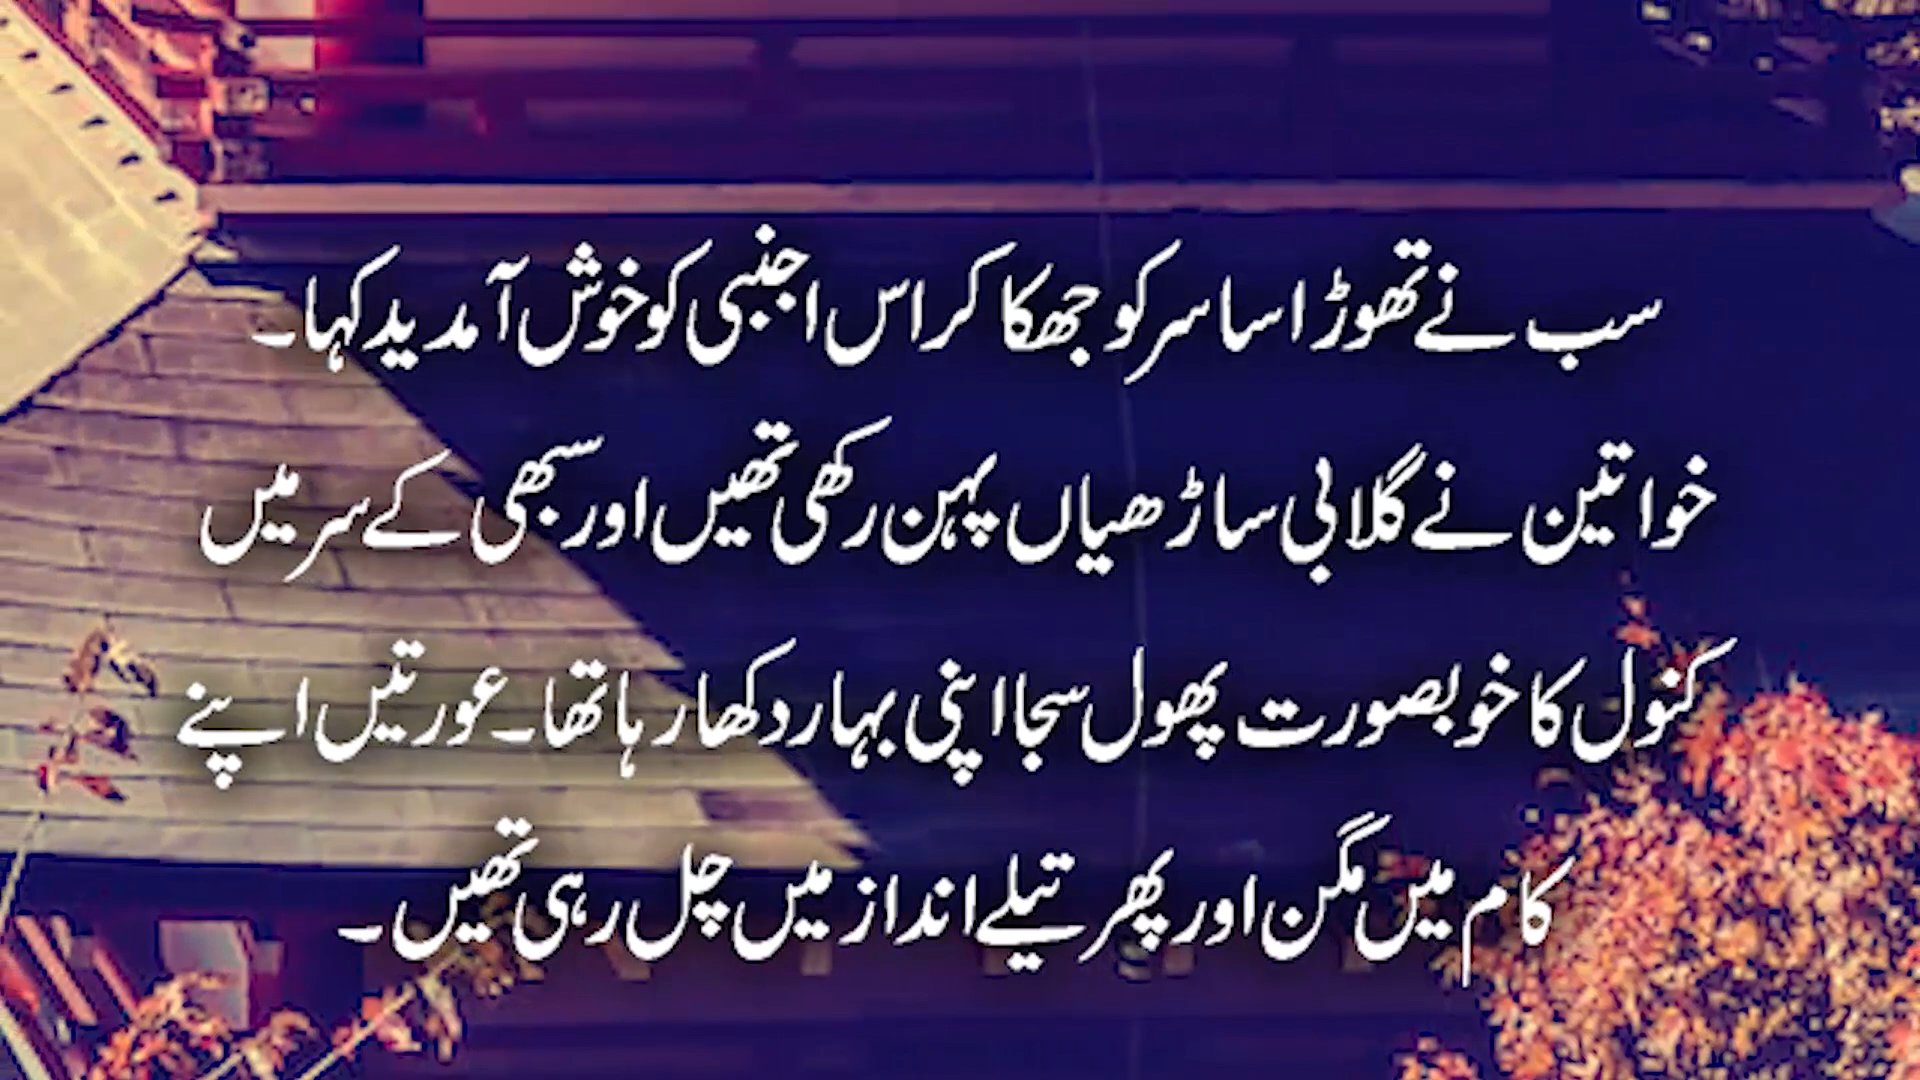 سب نے تھوڑا سا سر کو جھکا کر اس اجنبی کو خوش آمدید کہا۔
خواتین نے گلابی ساڑھیاں پہن رکھی تھیں اور سبھی کے سر میں
کنول کا خوبصورت پھول سجا اپنی بہار دکھا رہا تھا۔ عورتیں اپنے
کام میں مگن اور پھر تیلے انداز میں چل رہی تھیں۔